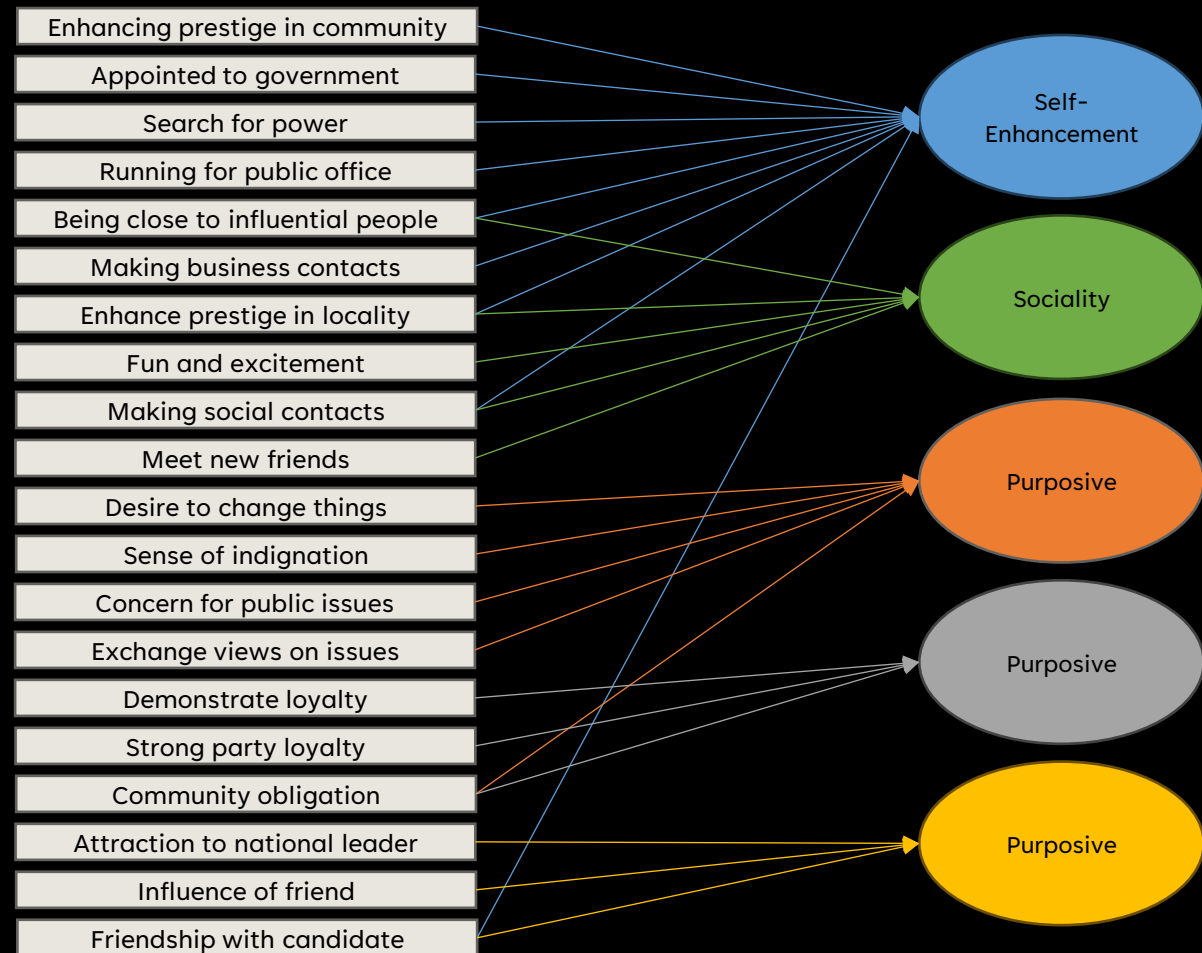 Enhancing prestige in community
Appointed to government
Search for power
Running for public office
Being close to influential people
Making business contacts
Enhance prestige in locality
Fun and excitement
Making social contacts
Meet new friends
Desire to change things
Sense of indignation
Concern for public issues
Exchange views on issues
Demonstrate loyalty
Strong party loyalty
Community obligation
Attraction to national leader
Influence of friend
Friendship with candidate
Self-
Enhancement
Sociality
Purposive
Purposive
Purposive